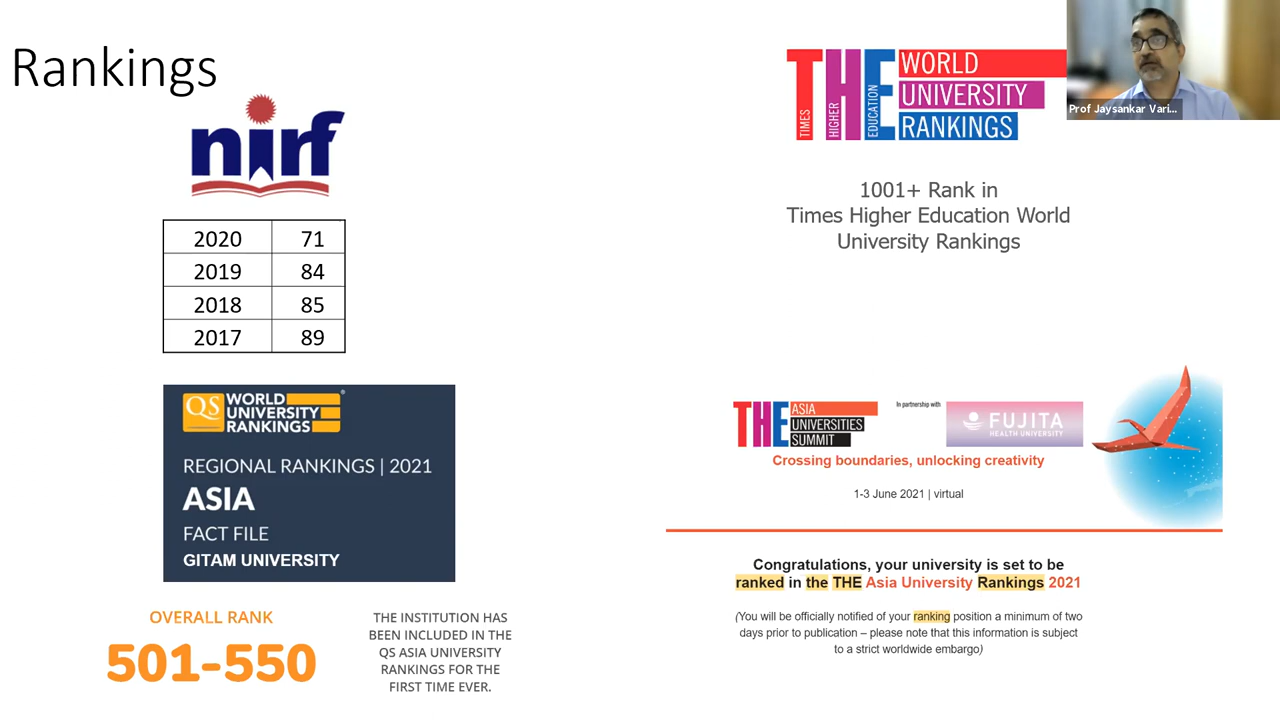 Rankings
nirf
2020 71
2019 84
2018 85
2017 89
QS WORLD
UNIVERSITY
RANKINGS
REGIONAL RANKINGS | 2021
ASIA
FACT FILE
GITAM UNIVERSITY
OVERALL RANK
501-550
THE INSTITUTION HAS
BEEN INCLUDED IN THE
QS ASIA UNIVERSITY
RANKINGS FOR THE
FIRST TIME EVER.
THE
TIMES HIGHER EDUCATION
WORLD
UNIVERSITY
RANKINGS
Prof Jaysankar Vari...
1001+ Rank in
Times Higher Education World
University Rankings
THE ASIA
UNIVERSITIES
SUMMIT
In partnership with
FUJITA
HEALTH UNIVERSITY
Crossing boundaries, unlocking creativity
1-3 June 2021 | virtual
Congratulations, your university is set to be
ranked in the THE Asia University Rankings 2021
(You will be officially notified of your ranking position a minimum of two
days prior to publication – please note that this information is subject
to a strict worldwide embargo)